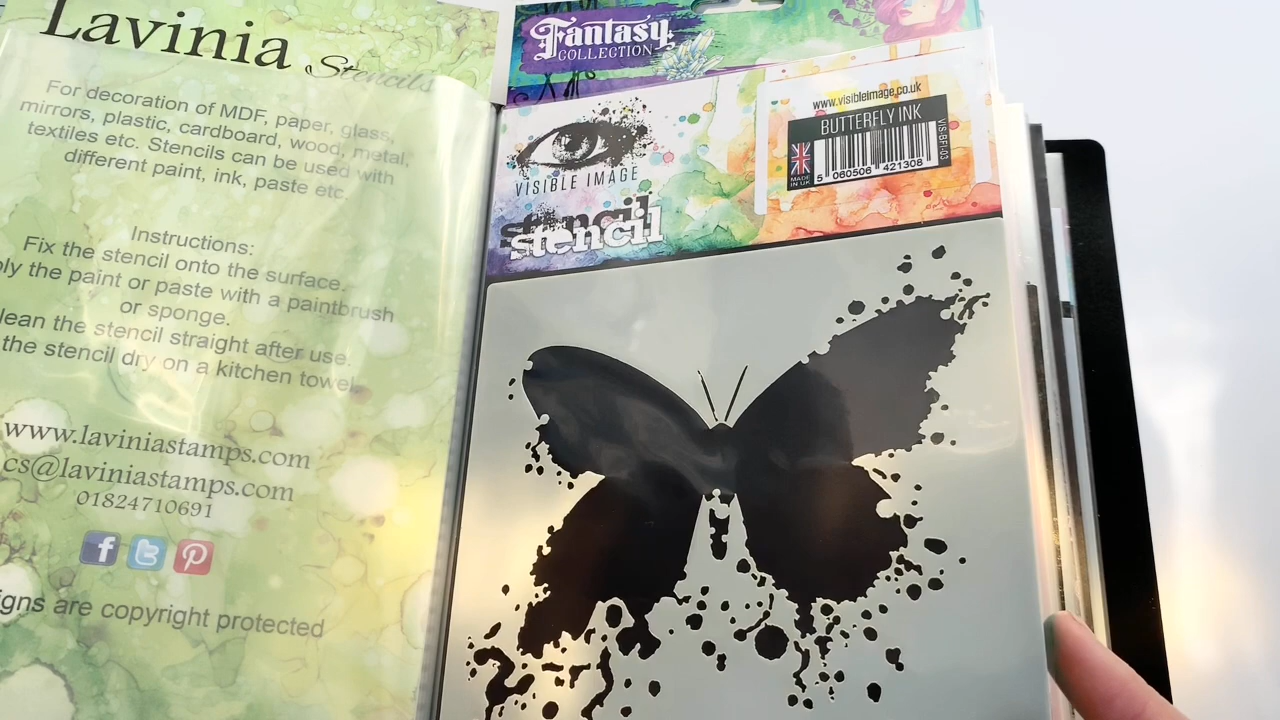 Lavinia Stencils
For decoration of MDF, paper, glass,
mirrors, plastic, cardboard, wood, metal,
textiles etc. Stencils can be used with
different paint, ink, paste etc.
Instructions:
Fix the stencil onto the surface.
ply the paint or paste with a paintbrush
or sponge.
lean the stencil straight after use.
the stencil dry on a kitchen towel.
www.laviniastamps.com
cs@laviniastamps.com
01824710691
igns are copyright protected
Fantasy
COLLECTION
VISIBLE IMAGE
stencil
stencil
www.visibleimage.co.uk
BUTTERFLY INK
VIS-BFI-03
MADE
IN UK
5 060506 421308